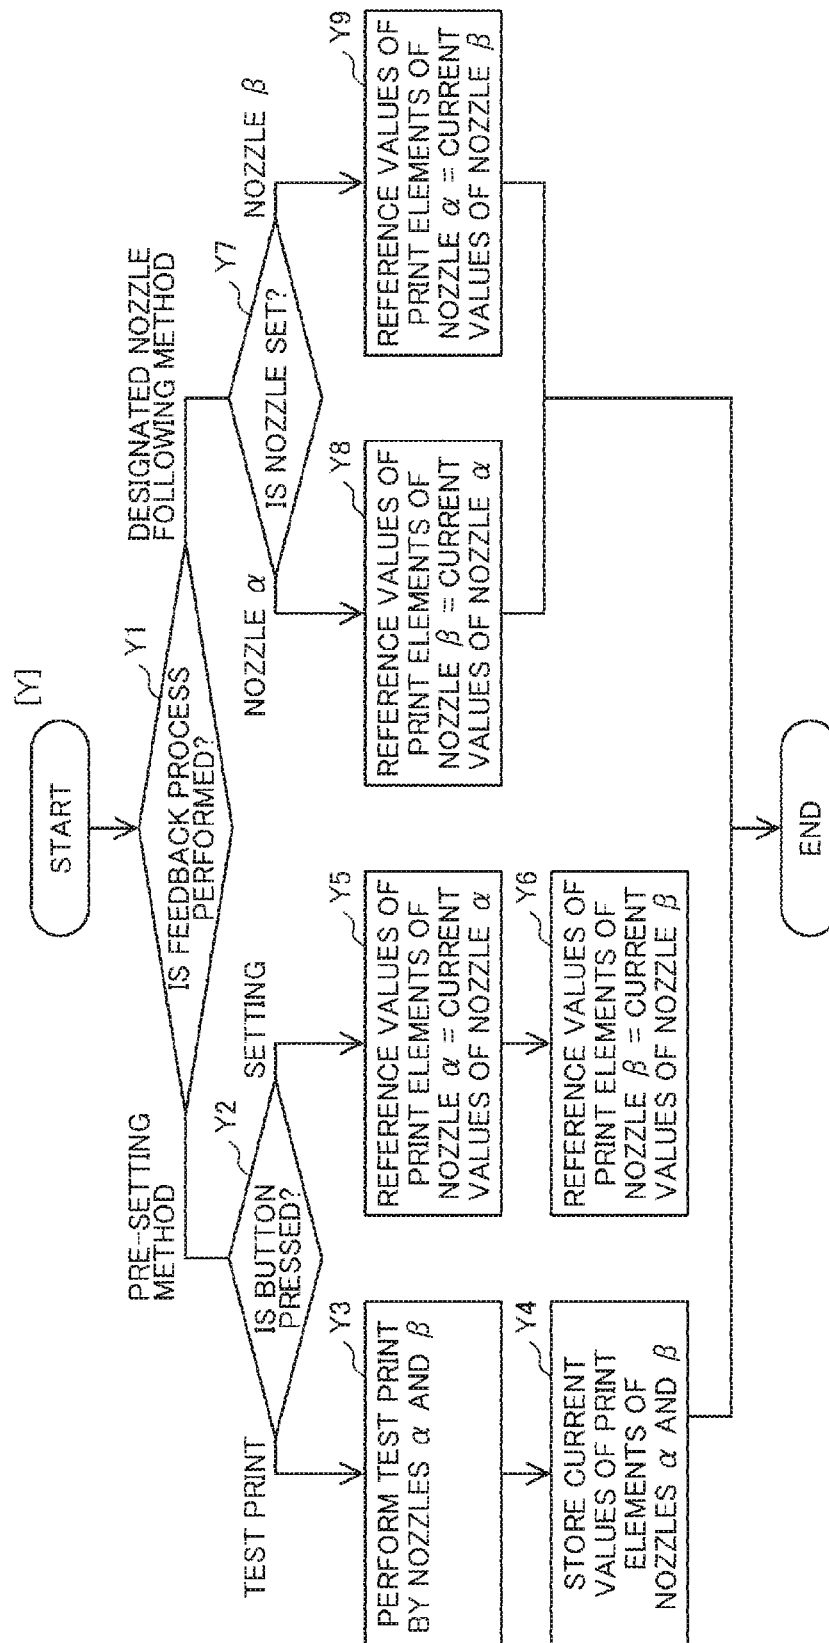 [Y]
START
Y1
IS FEEDBACK PROCESS
PERFORMED?
PRE-SETTING
METHOD
DESIGNATED NOZZLE
FOLLOWING METHOD
Y2
IS BUTTON
PRESSED?
TEST PRINT
SETTING
Y7
IS NOZZLE SET?
NOZZLE α
NOZZLE β
Y3
PERFORM TEST PRINT
BY NOZZLES α AND β
Y4
STORE CURRENT
VALUES OF PRINT
ELEMENTS OF
NOZZLES α AND β
Y5
REFERENCE VALUES OF
PRINT ELEMENTS OF
NOZZLE α = CURRENT
VALUES OF NOZZLE α
Y6
REFERENCE VALUES OF
PRINT ELEMENTS OF
NOZZLE β = CURRENT
VALUES OF NOZZLE β
Y8
REFERENCE VALUES OF
PRINT ELEMENTS OF
NOZZLE β = CURRENT
VALUES OF NOZZLE α
Y9
REFERENCE VALUES OF
PRINT ELEMENTS OF
NOZZLE α = CURRENT
VALUES OF NOZZLE β
END